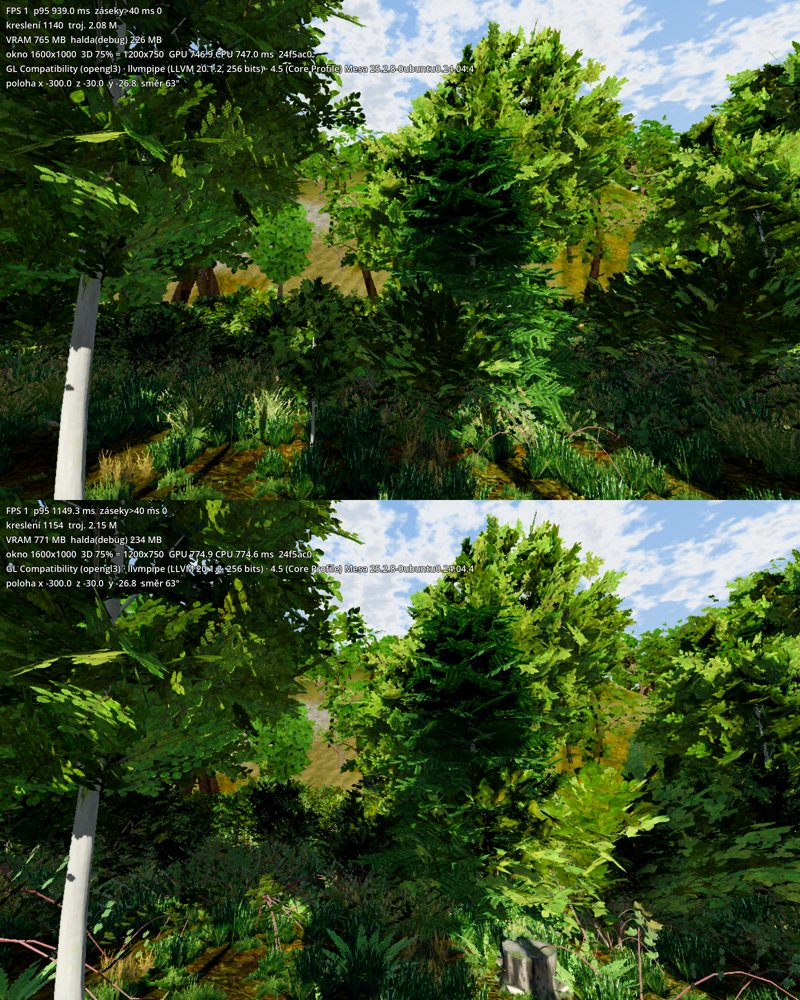 FPS 1 p95 939.0 ms záseky>40 ms 0
kreslení 1140 troj. 2.08 M
VRAM 765 MB halda(debug) 226 MB
okno 1600x1000 3D 75% = 1200x750 GPU 746.9 CPU 747.0 ms 24f5ac0
GL Compatibility (opengl3) · llvmpipe (LLVM 20.1.2, 256 bits) · 4.5 (Core Profile) Mesa 25.2.8-0ubuntu0.24.04.4
poloha x -300.0 z -30.0 y -26.8 směr 63°
FPS 1 p95 1149.3 ms záseky>40 ms 0
kreslení 1154 troj. 2.15 M
VRAM 771 MB halda(debug) 234 MB
okno 1600x1000 3D 75% = 1200x750 GPU 774.9 CPU 774.6 ms 24f5ac0
GL Compatibility (opengl3) · llvmpipe (LLVM 20.1.2, 256 bits) · 4.5 (Core Profile) Mesa 25.2.8-0ubuntu0.24.04.4
poloha x -300.0 z -30.0 y -26.8 směr 63°